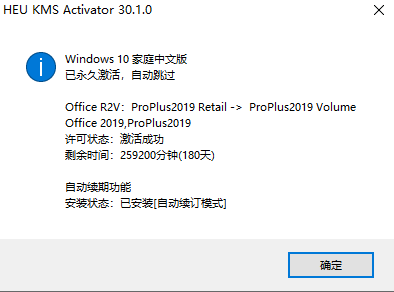 HEU KMS Activator 30.1.0
Windows 10 家庭中文版
已永久激活，自动跳过
Office R2V：ProPlus2019 Retail -> ProPlus2019 Volume
Office 2019,ProPlus2019
许可状态：激活成功
剩余时间：259200分钟(180天)
自动续期功能
安装状态：已安装[自动续订模式]
确定